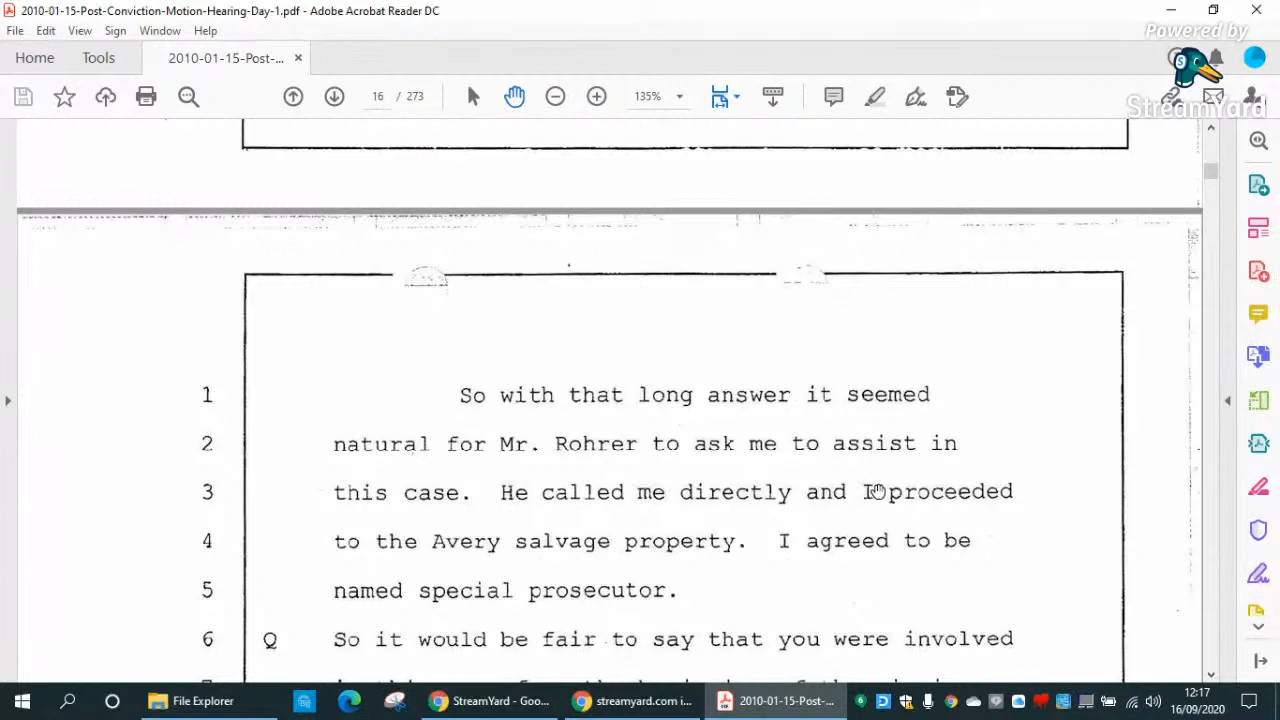 2010-01-15-Post-Conviction-Motion-Hearing-Day-1.pdf - Adobe Acrobat Reader DC
File Edit View Sign Window Help
Powered by
StreamYard
Home Tools 2010-01-15-Post-... ×
16 / 273 135%
1 So with that long answer it seemed
2 natural for Mr. Rohrer to ask me to assist in
3 this case. He called me directly and I proceeded
4 to the Avery salvage property. I agreed to be
5 named special prosecutor.
6 Q So it would be fair to say that you were involved
File Explorer StreamYard - Goo... streamyard.com i... 2010-01-15-Post-...
12:17
16/09/2020